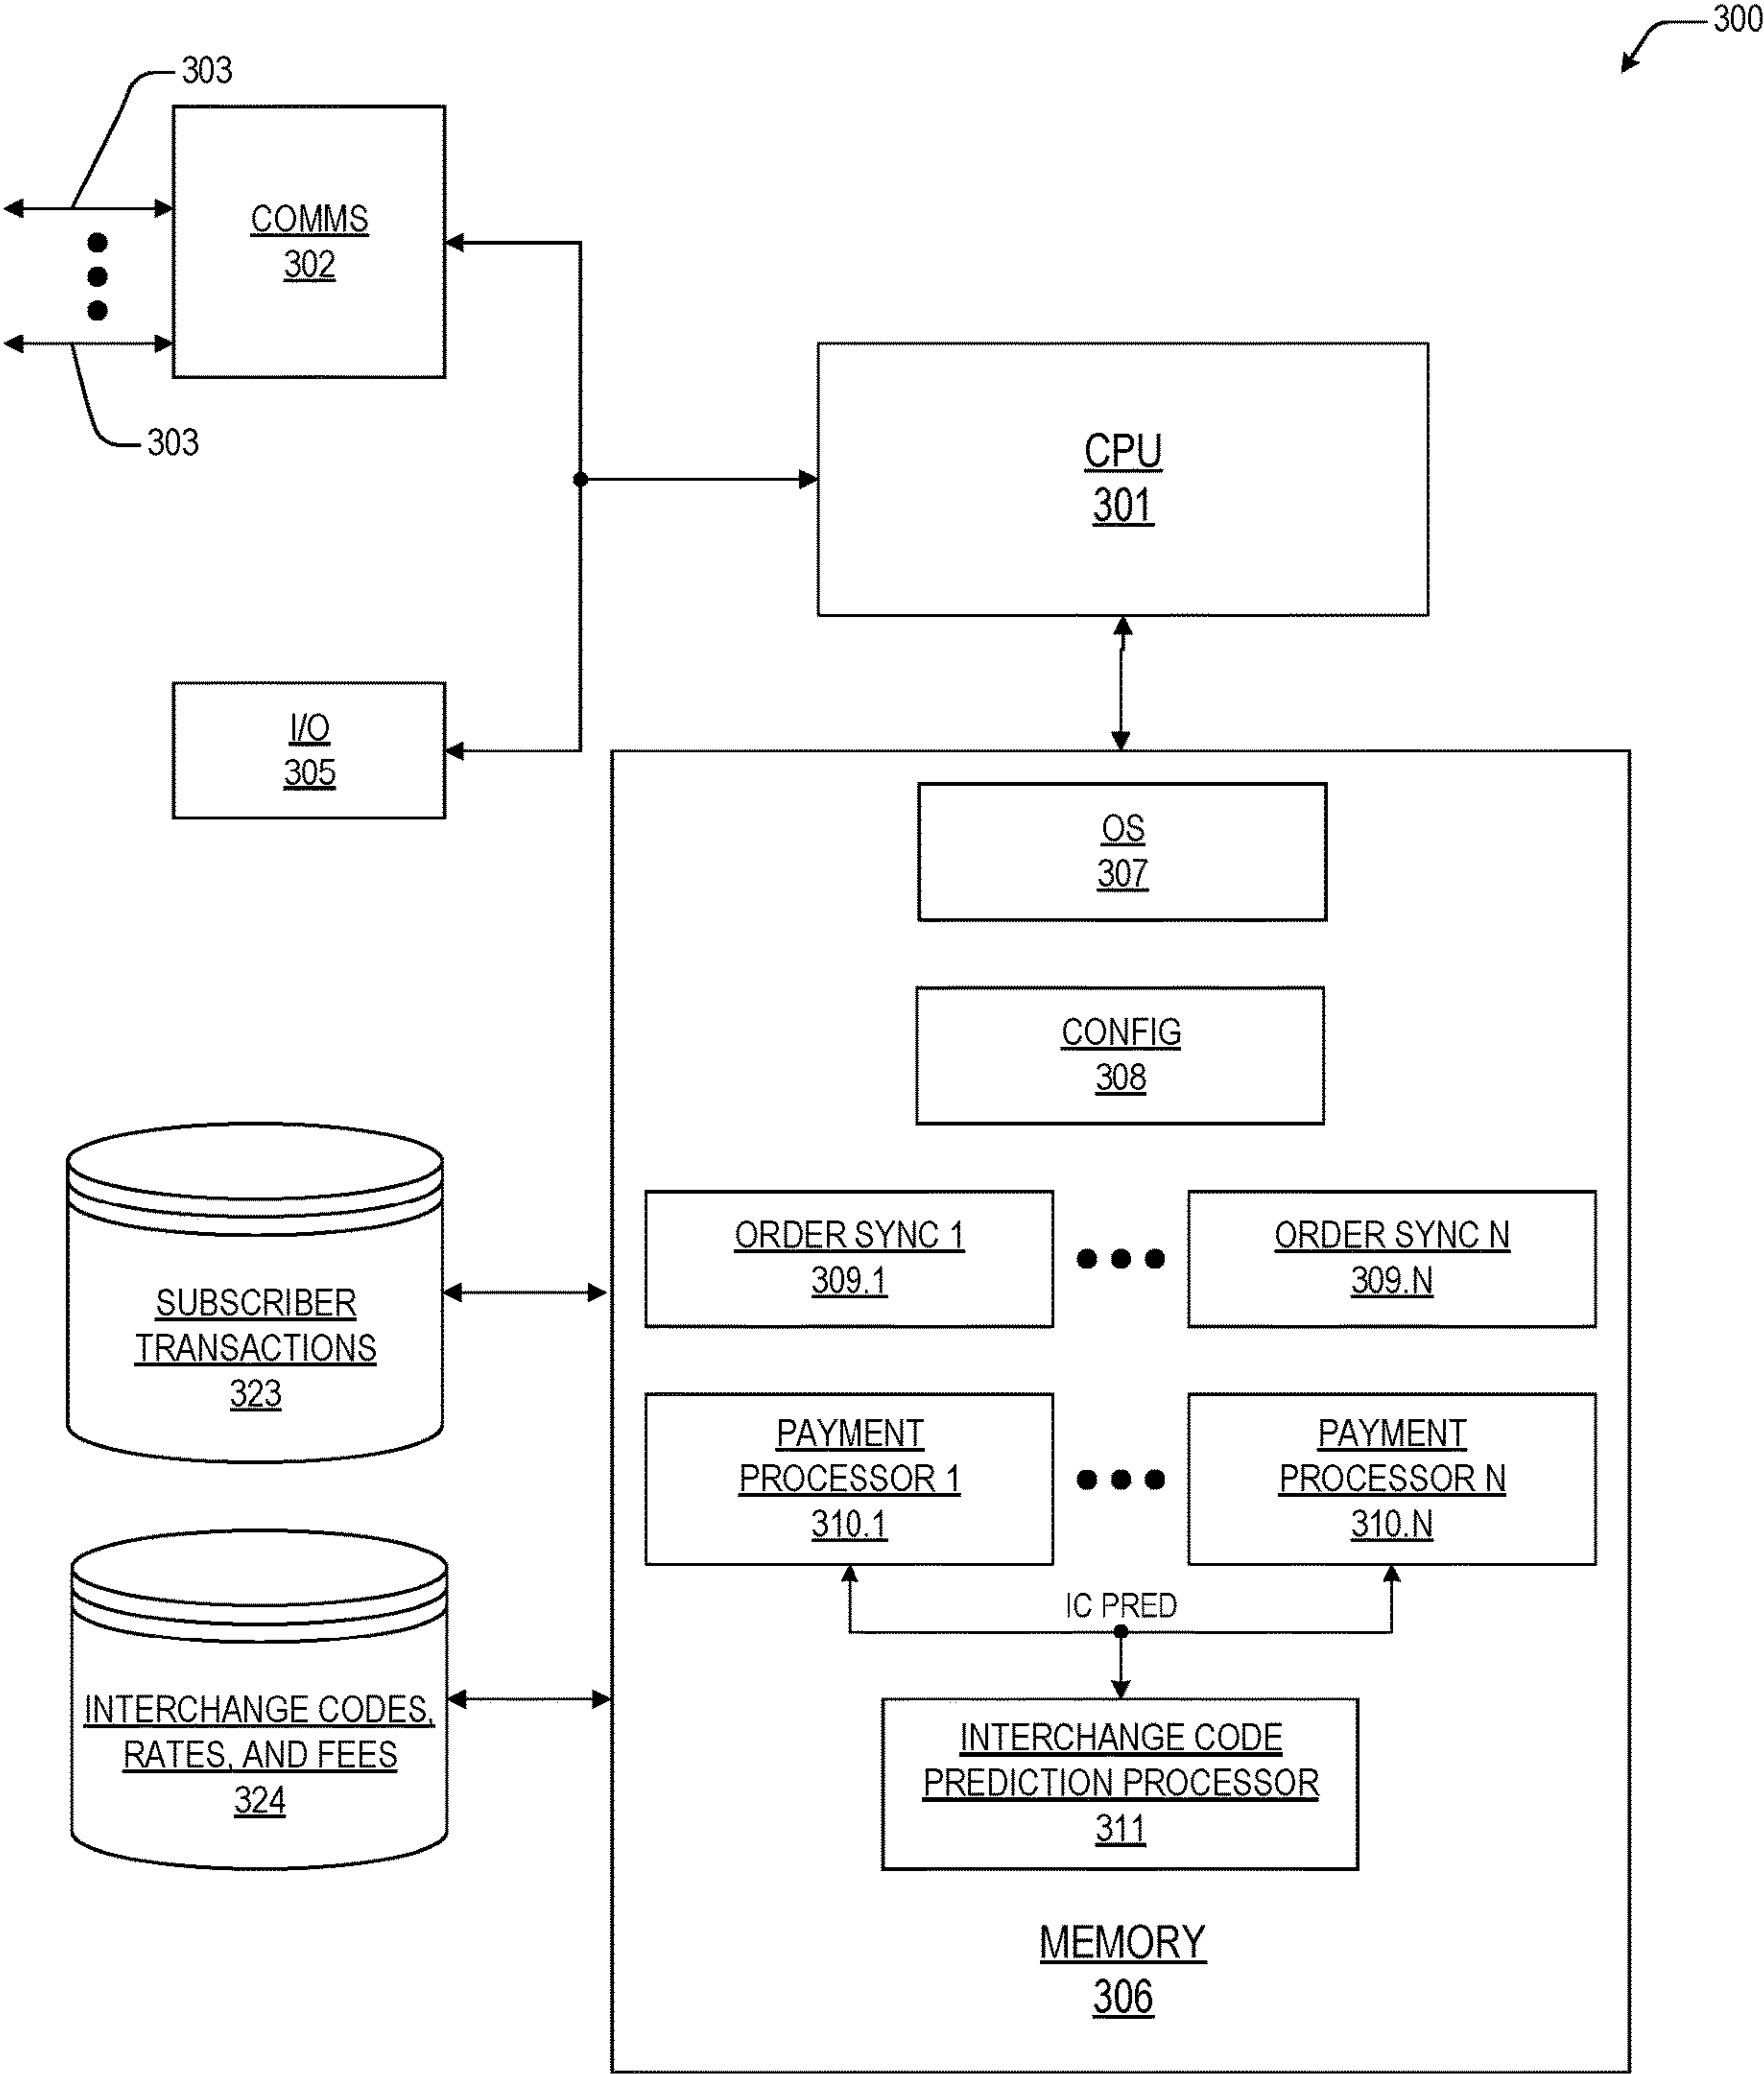 300
303
COMMS
302
303
CPU
301
I/O
305
OS
307
CONFIG
308
ORDER SYNC 1
309.1
ORDER SYNC N
309.N
SUBSCRIBER
TRANSACTIONS
323
PAYMENT
PROCESSOR 1
310.1
PAYMENT
PROCESSOR N
310.N
IC PRED
INTERCHANGE CODES,
RATES, AND FEES
324
INTERCHANGE CODE
PREDICTION PROCESSOR
311
MEMORY
306